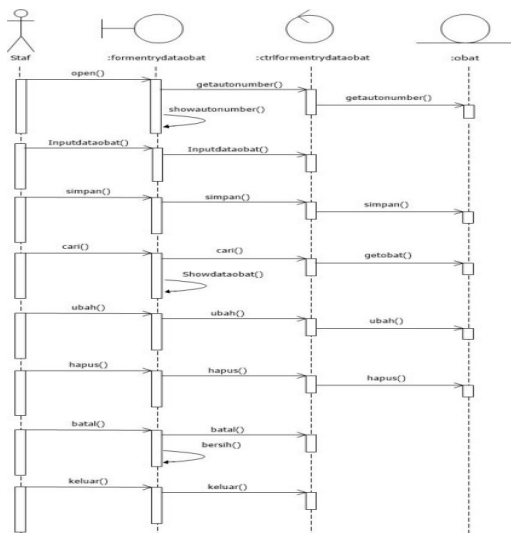 Staf
:formentrydataobat
:ctrlformentrydataobat
:obat
open()
getautonumber()
getautonumber()
showautonumber()
Inputdataobat()
Inputdataobat()
simpan()
simpan()
simpan()
cari()
cari()
getobat()
Showdataobat()
ubah()
ubah()
ubah()
hapus()
hapus()
hapus()
batal()
batal()
bersih()
keluar()
keluar()